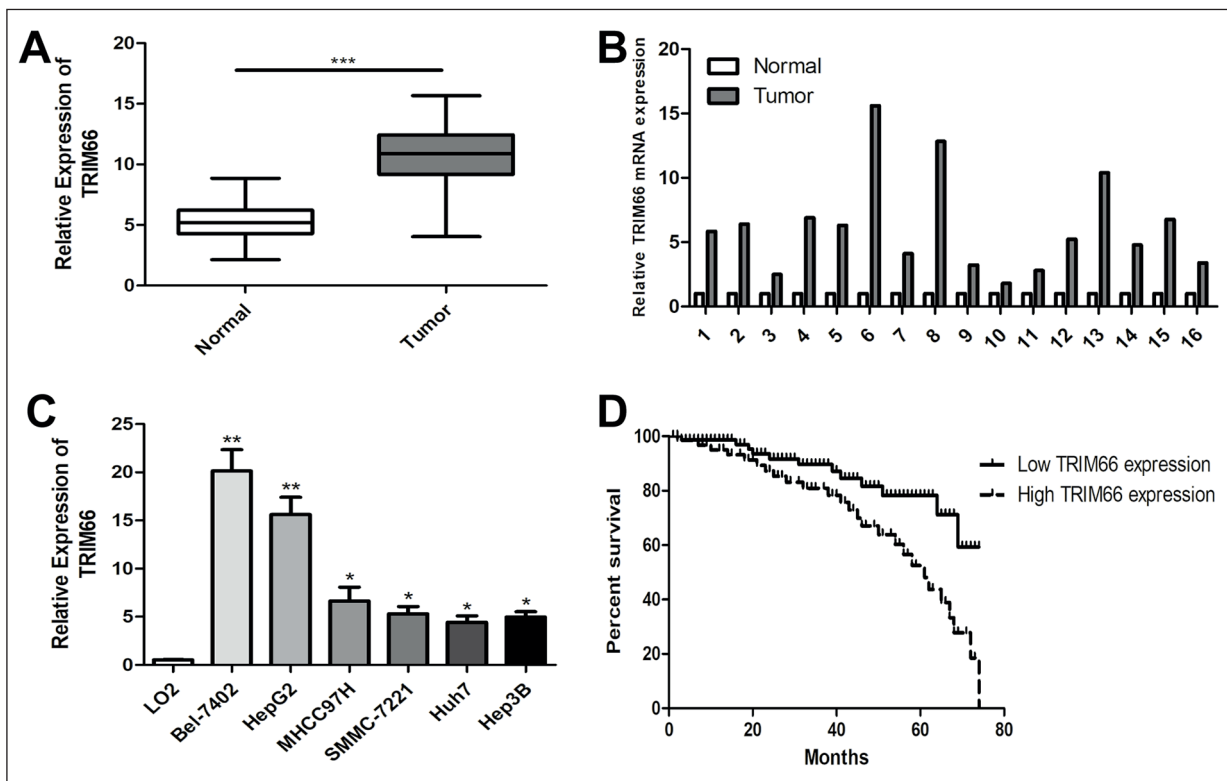 A
Relative Expression of
TRIM66
20
15
10
5
0
***
Normal
Tumor
B
Relative TRIM66 mRNA expression
20
15
10
5
0
Normal
Tumor
1 2 3 4 5 6 7 8 9 10 11 12 13 14 15 16
C
Relative Expression of
TRIM66
25
20
15
10
5
0
** ** * * * *
LO2 Bel-7402 HepG2 MHCC97H SMMC-7221 Huh7 Hep3B
D
Percent survival
100
80
60
40
20
0
0 20 40 60 80
Months
Low TRIM66 expression
High TRIM66 expression